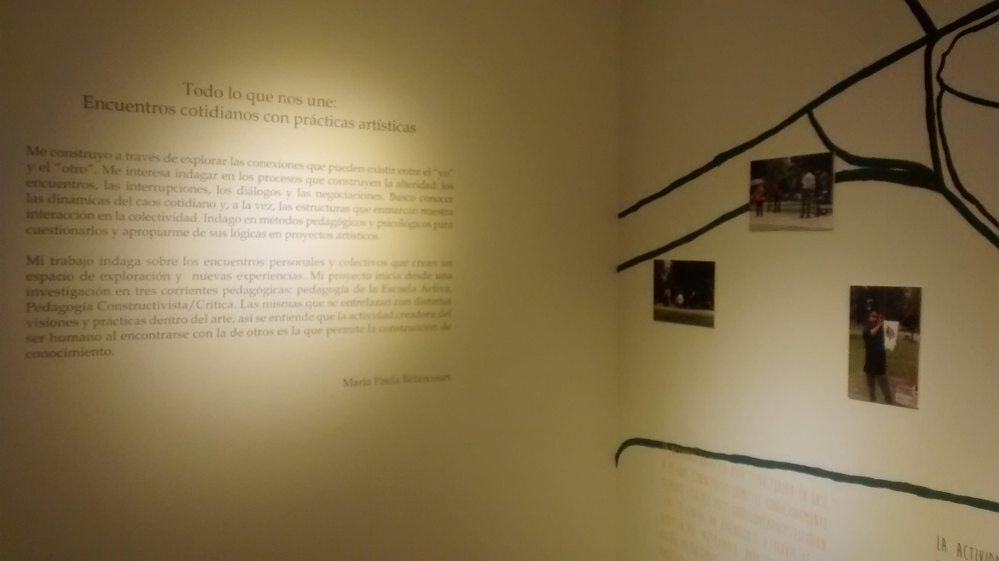 Todo lo que nos une:
Encuentros cotidianos con prácticas artísticas
Me construyo a través de explorar las conexiones que pueden existir entre el "yo"
y el "otro". Me interesa indagar en los procesos que construyen la alteridad: los
encuentros, las interrupciones, los diálogos y las negociaciones. Busco conocer
las dinámicas del caos cotidiano y, a la vez, las estructuras que enmarcan nuestra
interacción en la colectividad. Indago en métodos pedagógicos y psicológicos para
cuestionarlos y apropiarme de sus lógicas en proyectos artísticos.
Mi trabajo indaga sobre los encuentros personales y colectivos que crean un
espacio de exploración y nuevas experiencias. Mi proyecto inicia desde una
investigación en tres corrientes pedagógicas: pedagogía de la Escuela Activa,
Pedagogía Constructivista/Crítica. Las mismas que se entrelazan con distintas
visiones y prácticas dentro del arte, así se entiende que la actividad creadora del
ser humano al encontrarse con la de otros es la que permite la construcción de
conocimiento.
María Paula Betancourt
LA